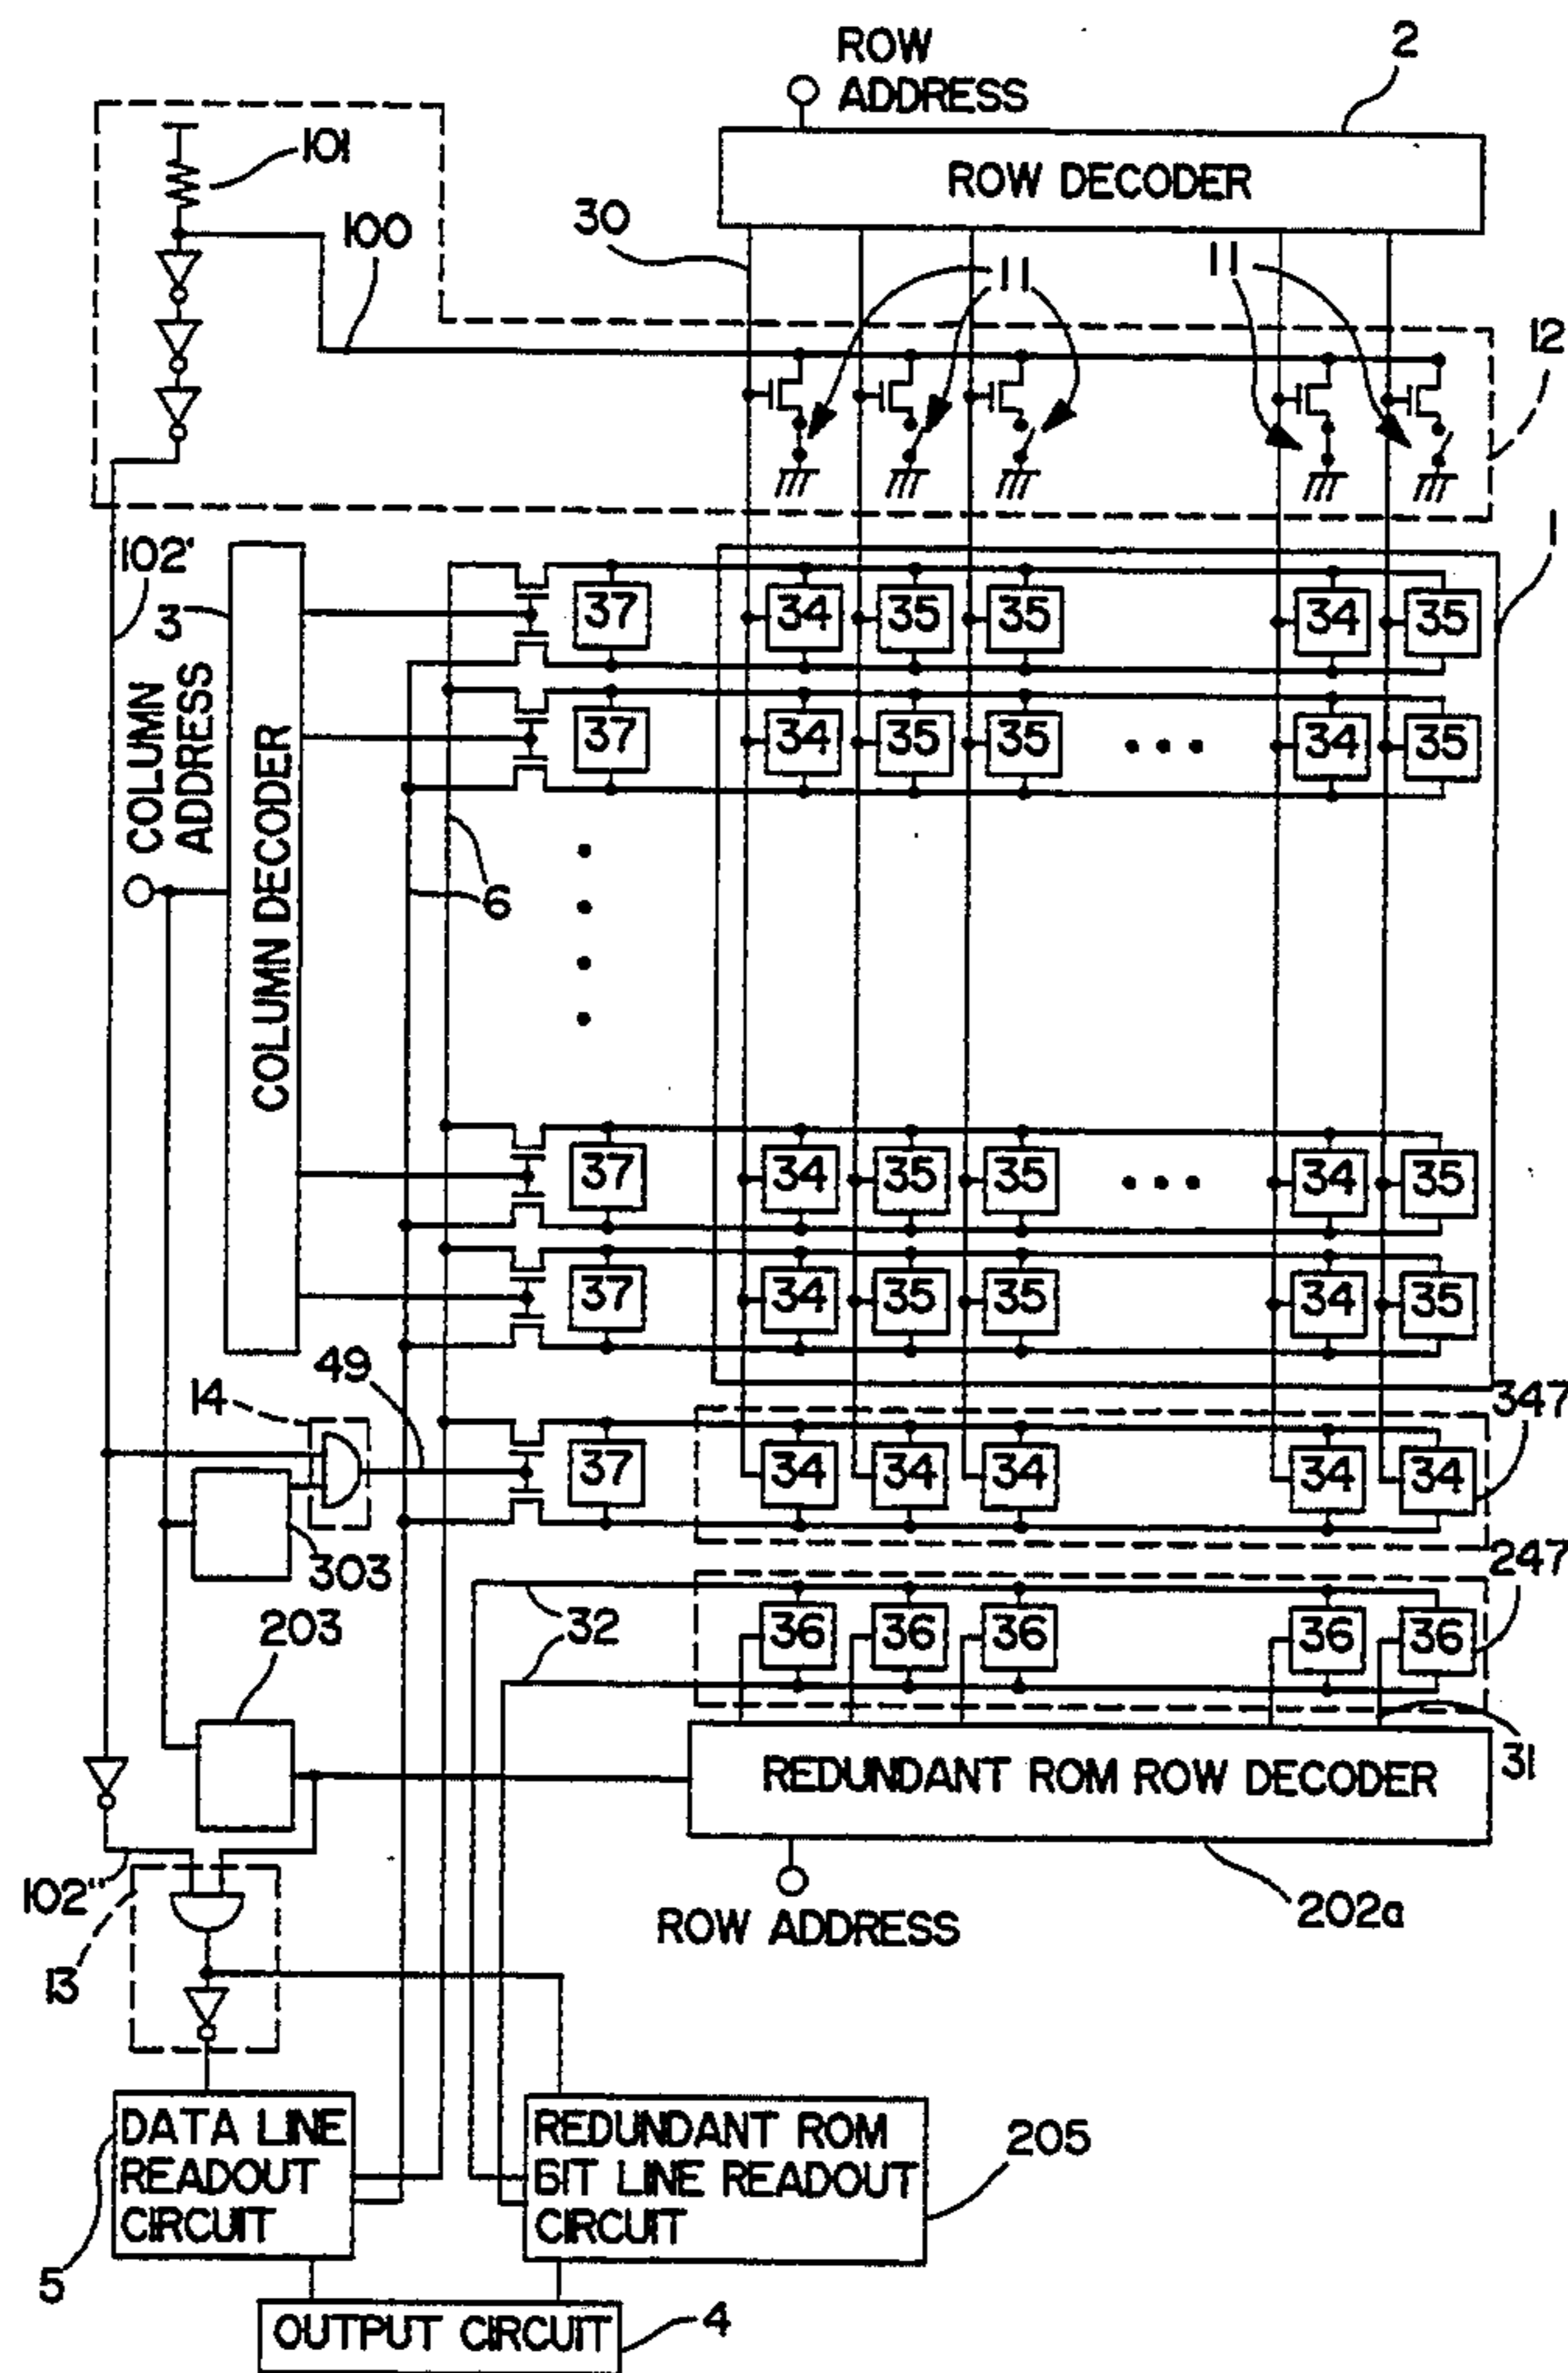 ROW
ADDRESS
2
101
ROW DECODER
30
100
11
11
12
102'
1
3
37 34 35 35 34 35
COLUMN
ADDRESS
37 34 35 35 34 35
COLUMN DECODER
6
37 34 35 35 34 35
37 34 35 35 34 35
49
14
347
37 34 34 34 34 34
303
247
203
32
36 36 36 36 36
REDUNDANT ROM ROW DECODER
31
102"
202a
ROW ADDRESS
13
DATA LINE
READOUT
CIRCUIT
REDUNDANT ROM
BIT LINE READOUT
CIRCUIT
205
5
OUTPUT CIRCUIT
4